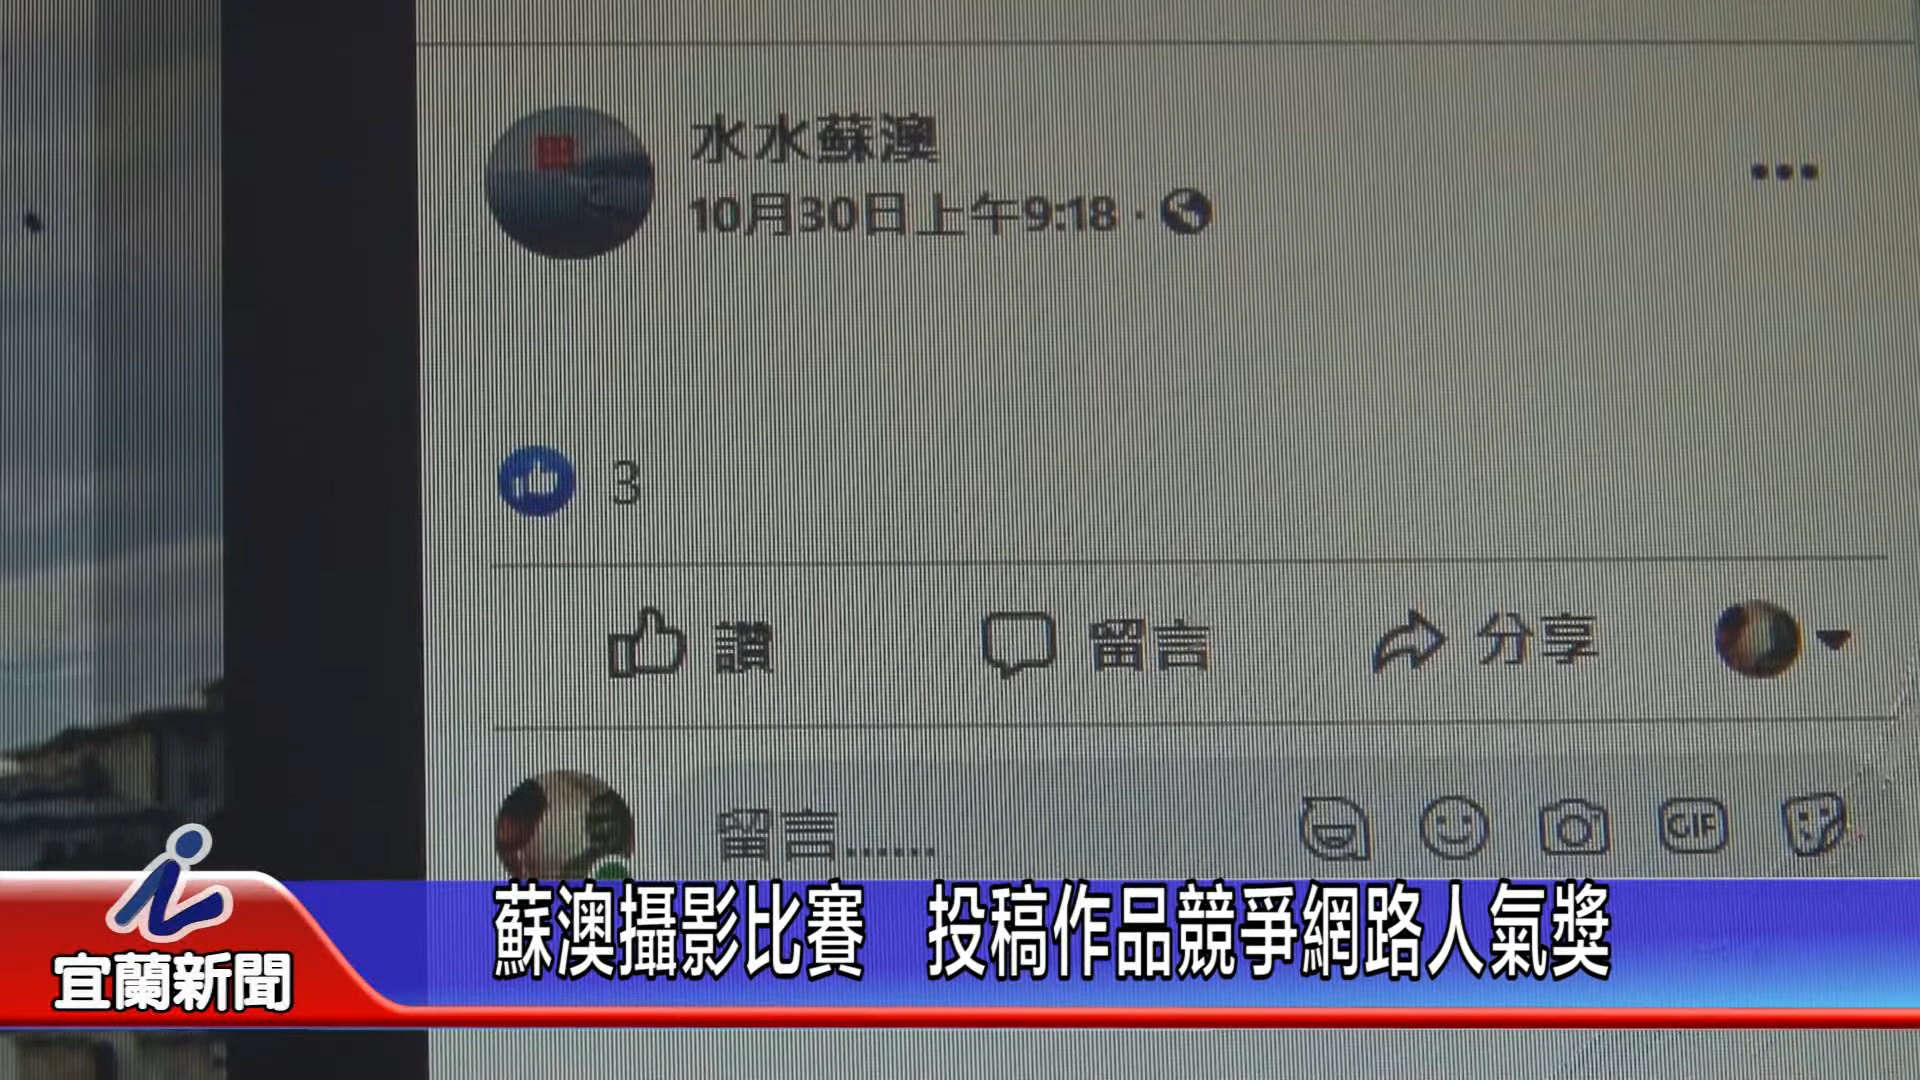 水水蘇澳
10月30日上午9:18 ·
3
讚
留言
分享
留言......
GIF
蘇澳攝影比賽 投稿作品競爭網路人氣獎
宜蘭新聞